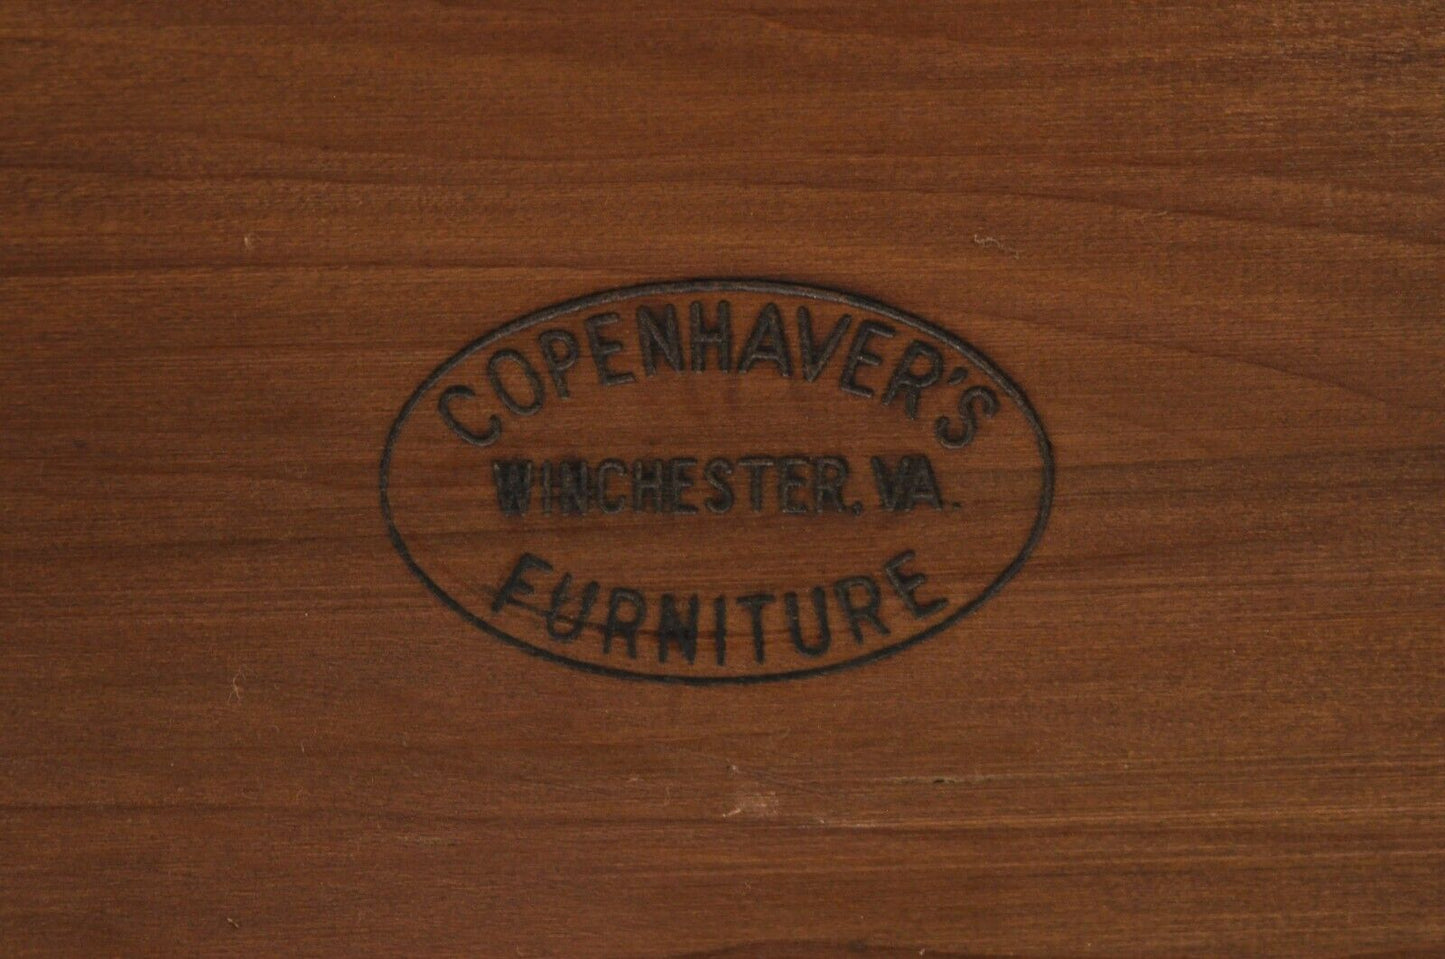 COPENHAVER'S
WINCHESTER, VA.
FURNITURE